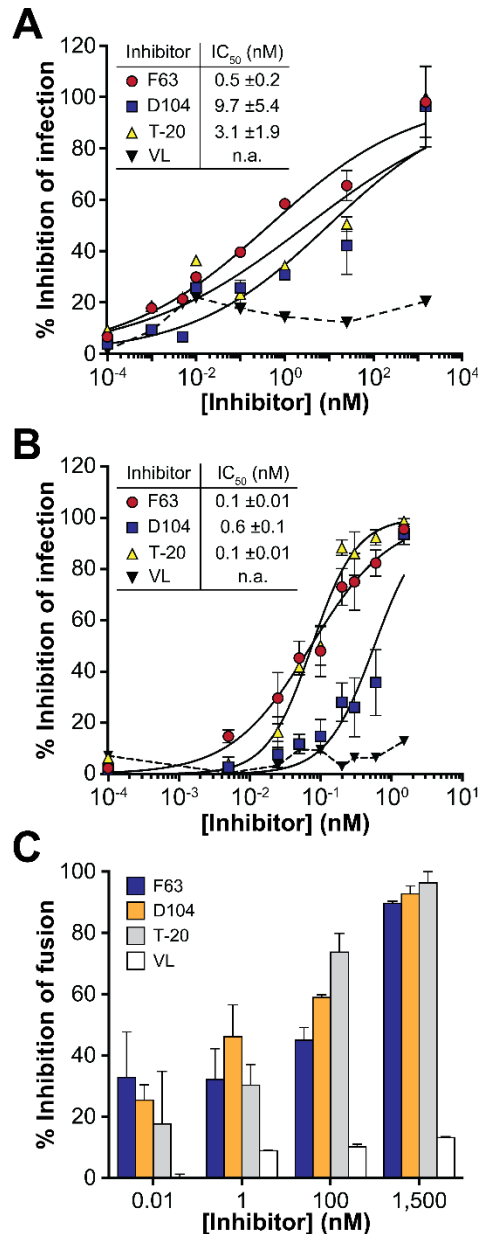 A
Inhibitor IC50 (nM)
F63 0.5 ±0.2
D104 9.7 ±5.4
T-20 3.1 ±1.9
VL n.a.
% Inhibition of infection
120
100
80
60
40
20
0
10-4 10-2 100 102 104
[Inhibitor] (nM)
B
Inhibitor IC50 (nM)
F63 0.1 ±0.01
D104 0.6 ±0.1
T-20 0.1 ±0.01
VL n.a.
% Inhibition of infection
120
100
80
60
40
20
0
10-4 10-3 10-2 10-1 100 101
[Inhibitor] (nM)
C
F63
D104
T-20
VL
% Inhibition of fusion
100
80
60
40
20
0
0.01 1 100 1,500
[Inhibitor] (nM)